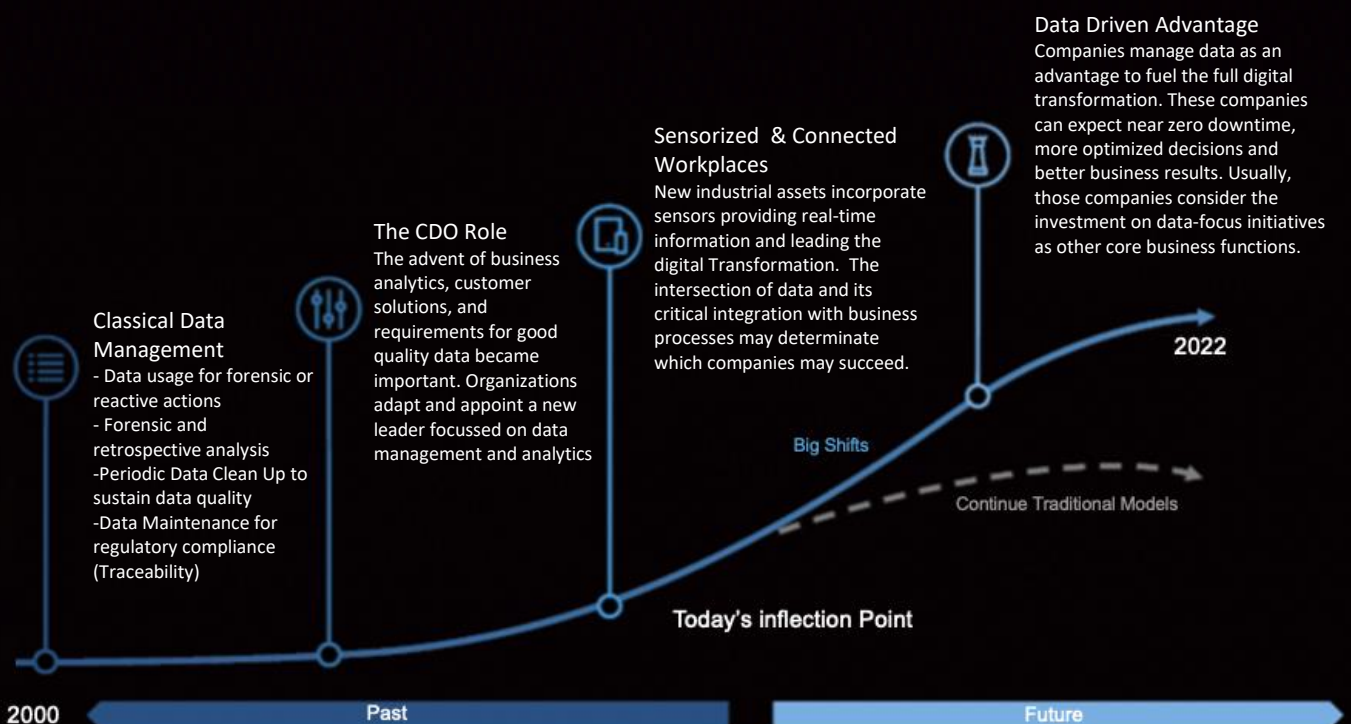 Classical Data
Management
- Data usage for forensic or
reactive actions
- Forensic and
retrospective analysis
-Periodic Data Clean Up to
sustain data quality
-Data Maintenance for
regulatory compliance
(Traceability)
The CDO Role
The advent of business
analytics, customer
solutions, and
requirements for good
quality data became
important. Organizations
adapt and appoint a new
leader focussed on data
management and analytics
Sensorized & Connected
Workplaces
New industrial assets incorporate
sensors providing real-time
information and leading the
digital Transformation. The
intersection of data and its
critical integration with business
processes may determinate
which companies may succeed.
Data Driven Advantage
Companies manage data as an
advantage to fuel the full digital
transformation. These companies
can expect near zero downtime,
more optimized decisions and
better business results. Usually,
those companies consider the
investment on data-focus initiatives
as other core business functions.
2022
Big Shifts
Continue Traditional Models
Today's inflection Point
2000
Past
Future